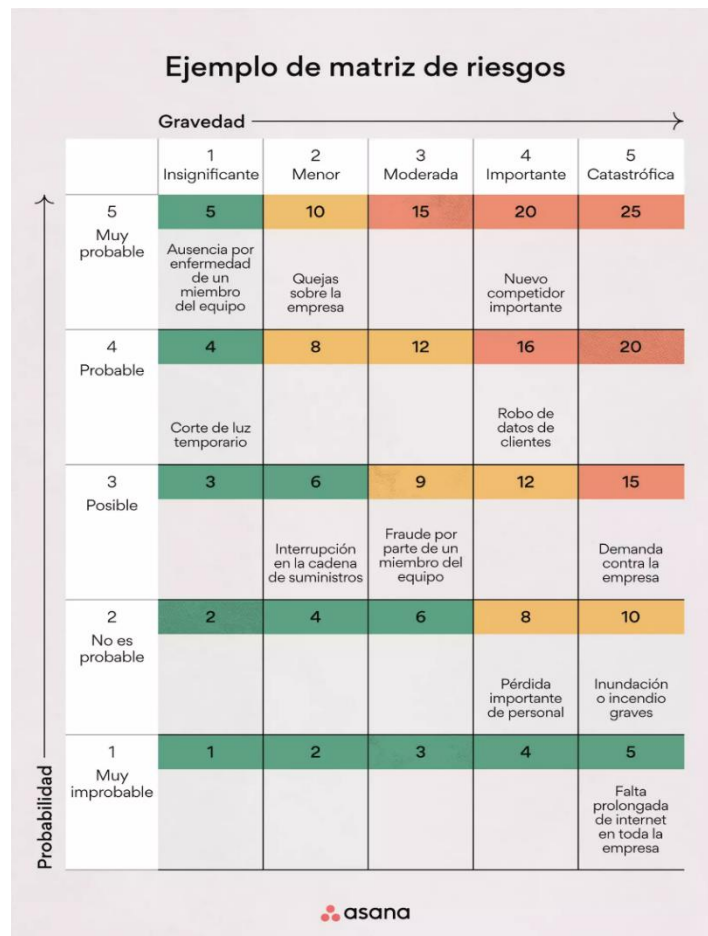 Ejemplo de matriz de riesgos
Gravedad
1
Insignificante
2
Menor
3
Moderada
4
Importante
5
Catastrófica
5
Muy
probable
5
Ausencia por
enfermedad
de un
miembro
del equipo
10
Quejas
sobre la
empresa
15
20
Nuevo
competidor
importante
25
4
Probable
4
Corte de luz
temporario
8
12
16
Robo de
datos de
clientes
20
3
Posible
3
6
Interrupción
en la cadena
de suministros
9
Fraude por
parte de un
miembro del
equipo
12
15
Demanda
contra la
empresa
2
No es
probable
2
4
6
8
Pérdida
importante
de personal
10
Inundación
o incendio
graves
1
Muy
improbable
1
2
3
4
5
Falta
prolongada
de internet
en toda la
empresa
Probabilidad
asana